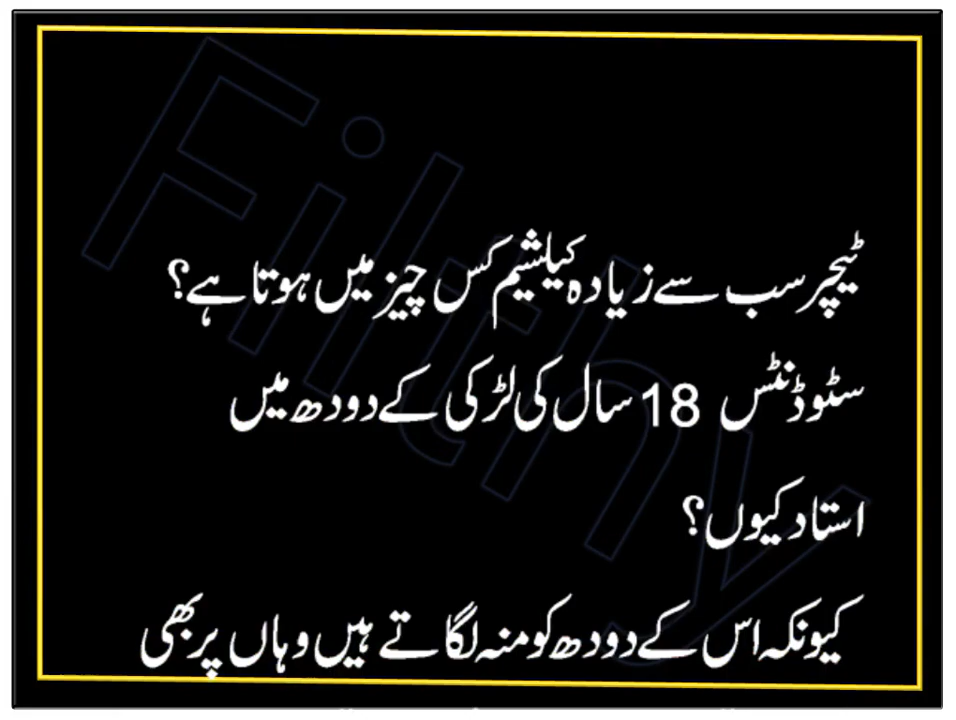 Filthy
ٹیچر سب سے زیادہ کیلشیم کس چیز میں ہوتا ہے؟
سٹوڈنٹس 18 سال کی لڑکی کے دودھ میں
استاد کیوں؟
کیونکہ اس کے دودھ کو منہ لگاتے ہیں وہاں پر بھی